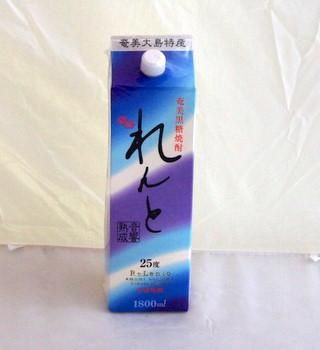 奄美大島特産
奄美黒糖焼酎
れんと
音響
熟成
25度
ReLento
1800ml